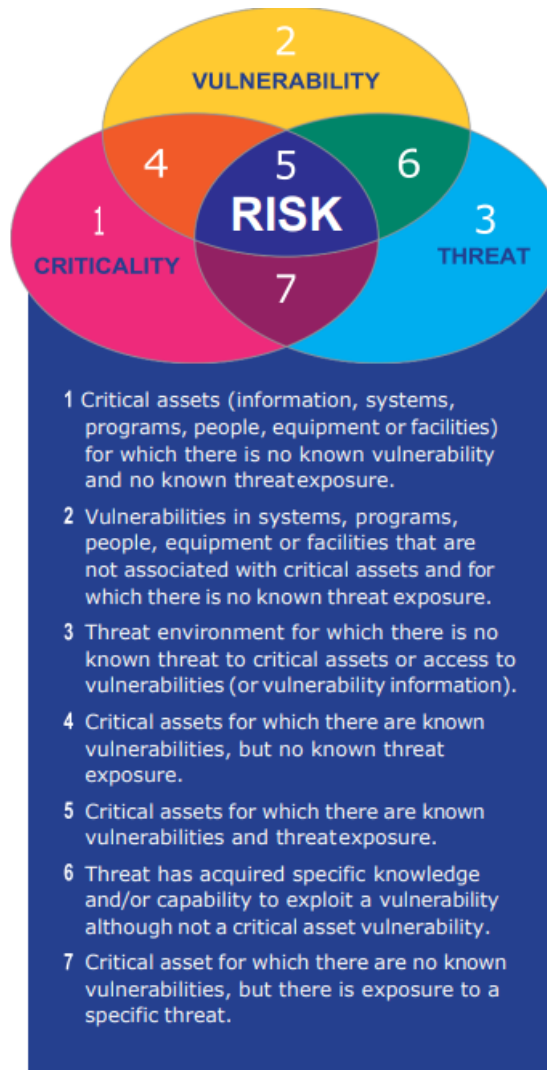 2
VULNERABILITY
4
5
6
RISK
1
CRITICALITY
3
THREAT
7
1 Critical assets (information, systems,
programs, people, equipment or facilities)
for which there is no known vulnerability
and no known threatexposure.
2 Vulnerabilities in systems, programs,
people, equipment or facilities that are
not associated with critical assets and for
which there is no known threat exposure.
3 Threat environment for which there is no
known threat to critical assets or access to
vulnerabilities (or vulnerability information).
4 Critical assets for which there are known
vulnerabilities, but no known threat
exposure.
5 Critical assets for which there are known
vulnerabilities and threatexposure.
6 Threat has acquired specific knowledge
and/or capability to exploit a vulnerability
although not a critical asset vulnerability.
7 Critical asset for which there are no known
vulnerabilities, but there is exposure to a
specific threat.